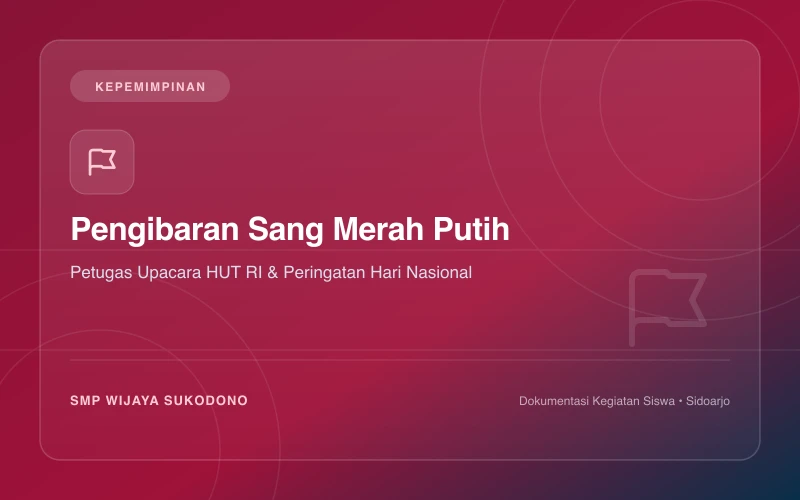 KEPEMIMPINAN
Pengibaran Sang Merah Putih
Petugas Upacara HUT RI & Peringatan Hari Nasional
SMP WIJAYA SUKODONO
Dokumentasi Kegiatan Siswa • Sidoarjo